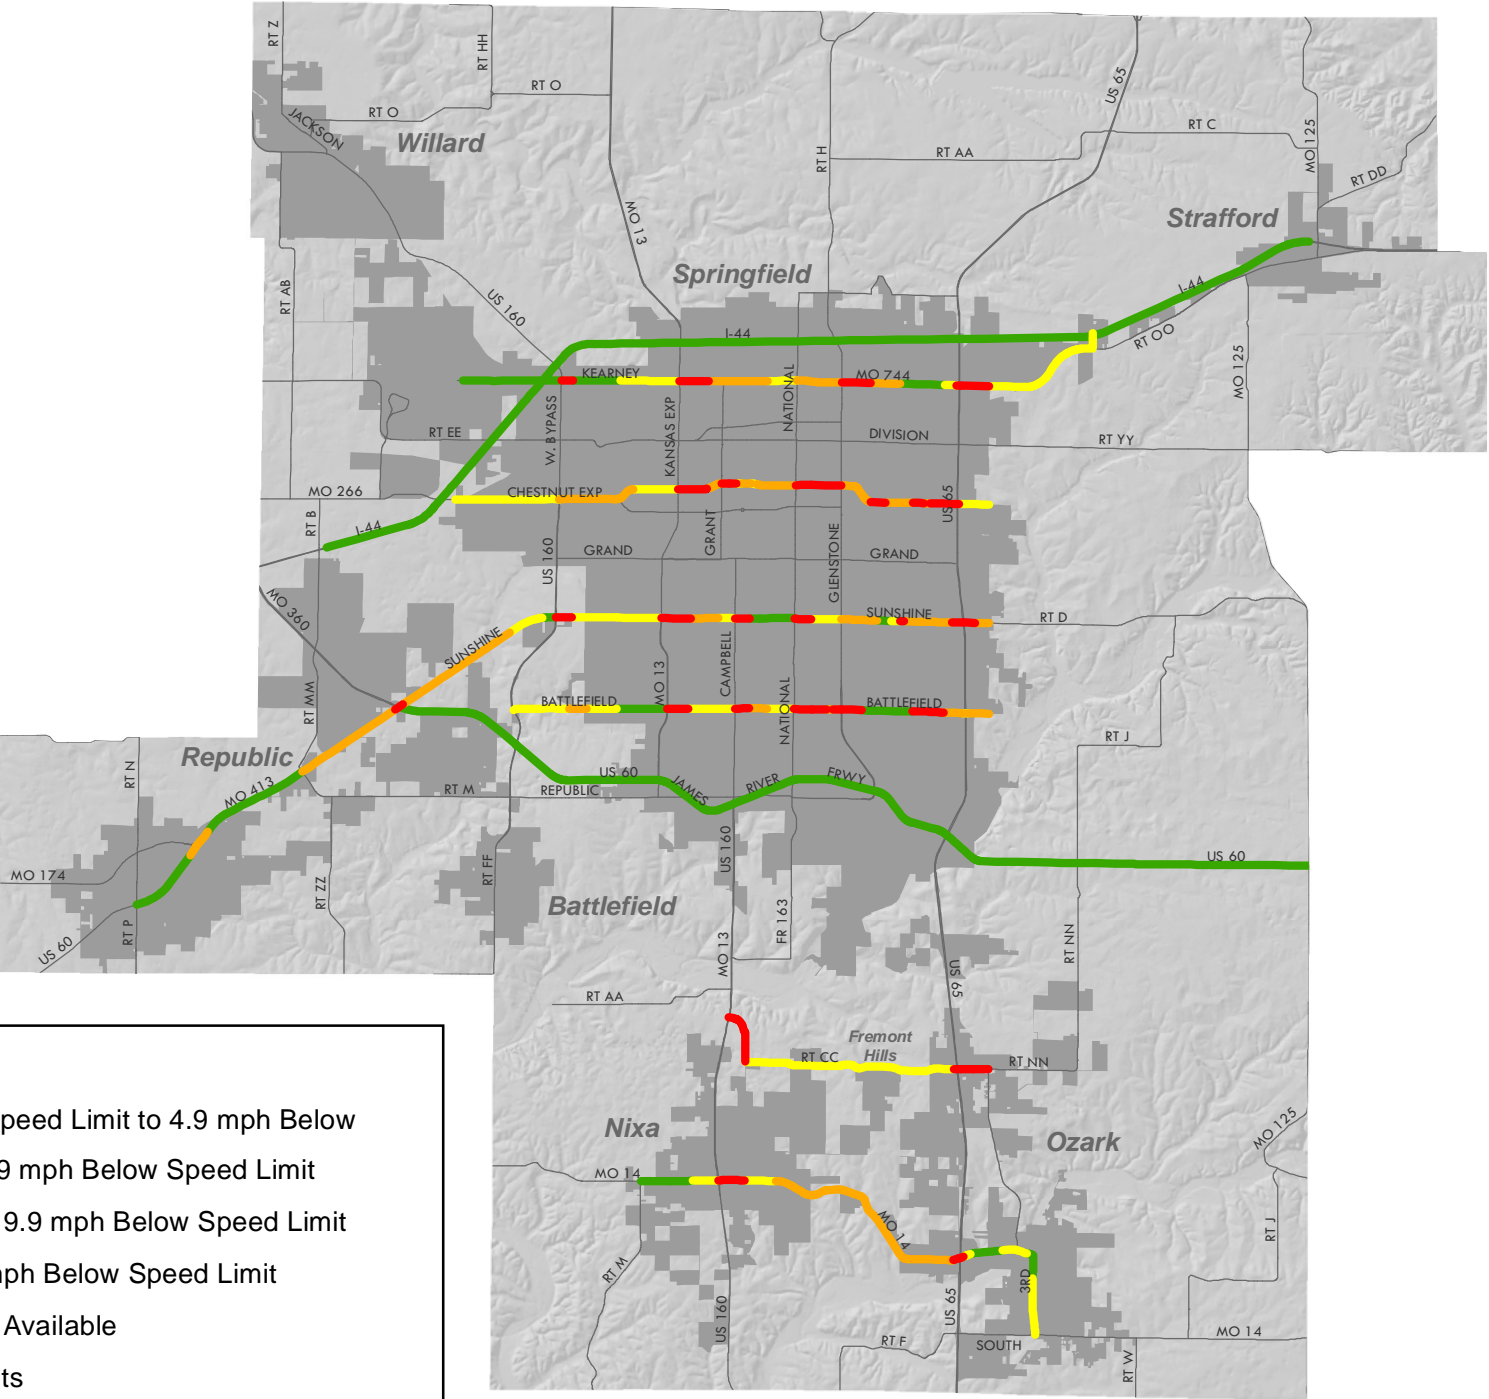 RT Z
RT HH
RT O
RT O
JACKSON
Willard
US 65
RT C
MO 125
RT H
RT AA
RT DD
MO 13
Strafford
Springfield
RT AB
US 160
I-44
I-44
RT OO
KEARNEY
NATIONAL
MO 744
MO 125
W. BYPASS
KANSAS EXP
RT EE
DIVISION
RT YY
MO 266
CHESTNUT EXP
US 65
RT B
I-44
GRANT
GRAND
GLENSTONE
GRAND
US 160
MO 360
SUNSHINE
RT D
SUNSHINE
CAMPBELL
MO 13
RT MM
BATTLEFIELD
NATIONAL
BATTLEFIELD
RT J
Republic
RT N
MO 413
US 60
JAMES
RIVER
FRWY
RT M
REPUBLIC
US 160
US 60
MO 174
RT ZZ
RT FF
Battlefield
RT P
US 60
FR 163
MO 13
RT NN
US 65
RT AA
Fremont
Hills
RT CC
RT NN
Nixa
Ozark
MO 125
MO 14
MO 14
RT J
RT M
3RD
US 160
US 65
RT F
SOUTH
MO 14
RT W
peed Limit to 4.9 mph Below
9 mph Below Speed Limit
9.9 mph Below Speed Limit
mph Below Speed Limit
Available
ts